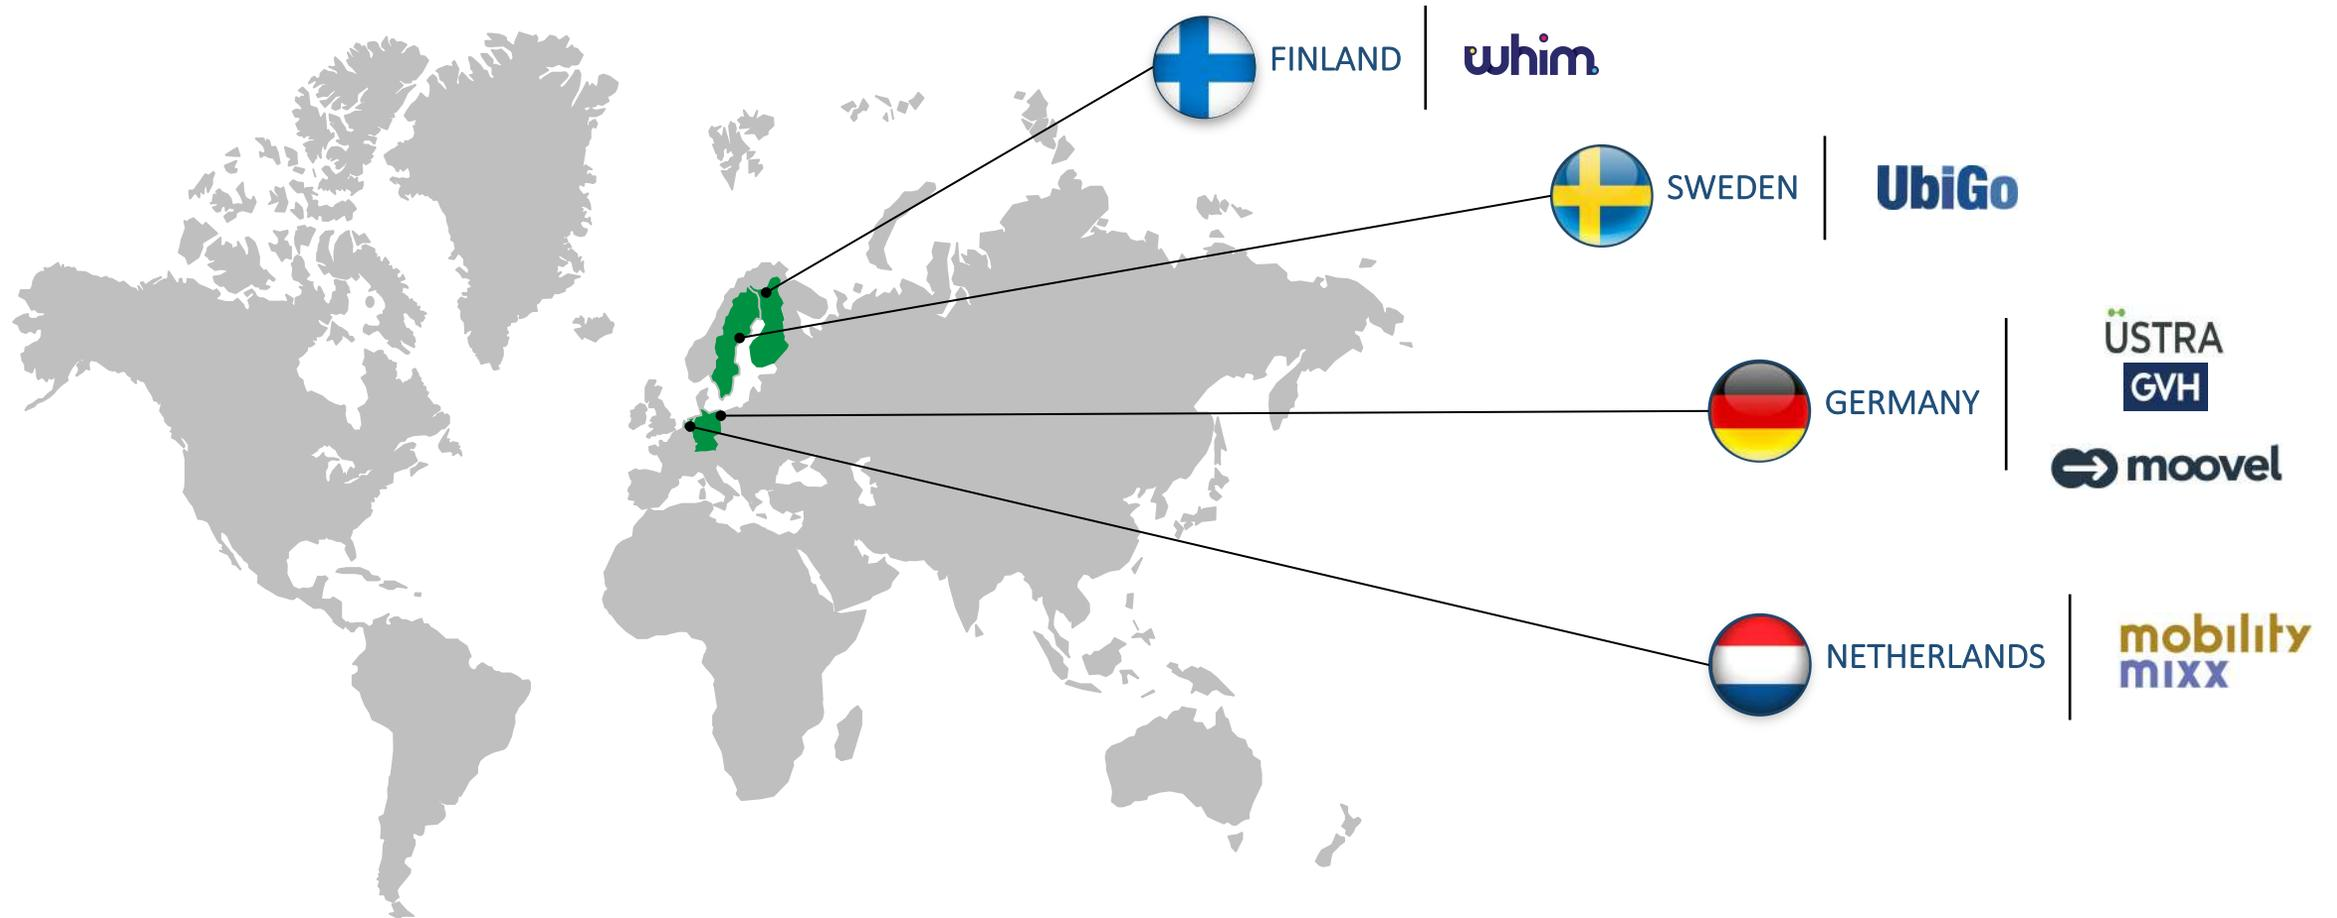 FINLAND
whim
SWEDEN
UbiGo
ÜSTRA
GVH
GERMANY
moovel
NETHERLANDS
mobility
mixx